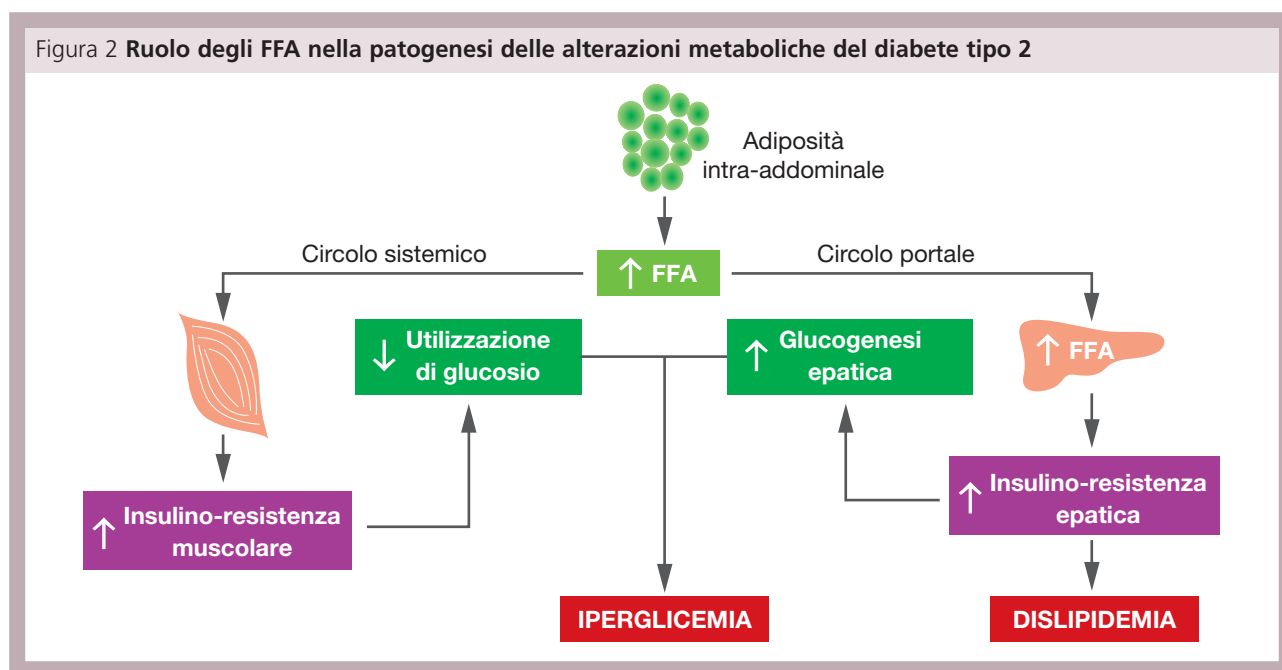 Figura 2 Ruolo degli FFA nella patogenesi delle alterazioni metaboliche del diabete tipo 2
Adiposità
intra-addominale
Circolo sistemico
↑ FFA
Circolo portale
↓ Utilizzazione
di glucosio
↑ Glucogenesi
epatica
↑ FFA
↑ Insulino-resistenza
muscolare
↑ Insulino-resistenza
epatica
IPERGLICEMIA
DISLIPIDEMIA